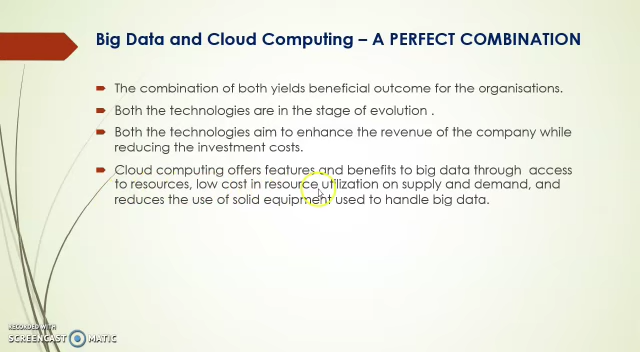 Big Data and Cloud Computing – A PERFECT COMBINATION
The combination of both yields beneficial outcome for the organisations.
Both the technologies are in the stage of evolution .
Both the technologies aim to enhance the revenue of the company while
reducing the investment costs.
Cloud computing offers features and benefits to big data through access
to resources, low cost in resource utilization on supply and demand, and
reduces the use of solid equipment used to handle big data.
RECORDED WITH
SCREENCAST MATIC